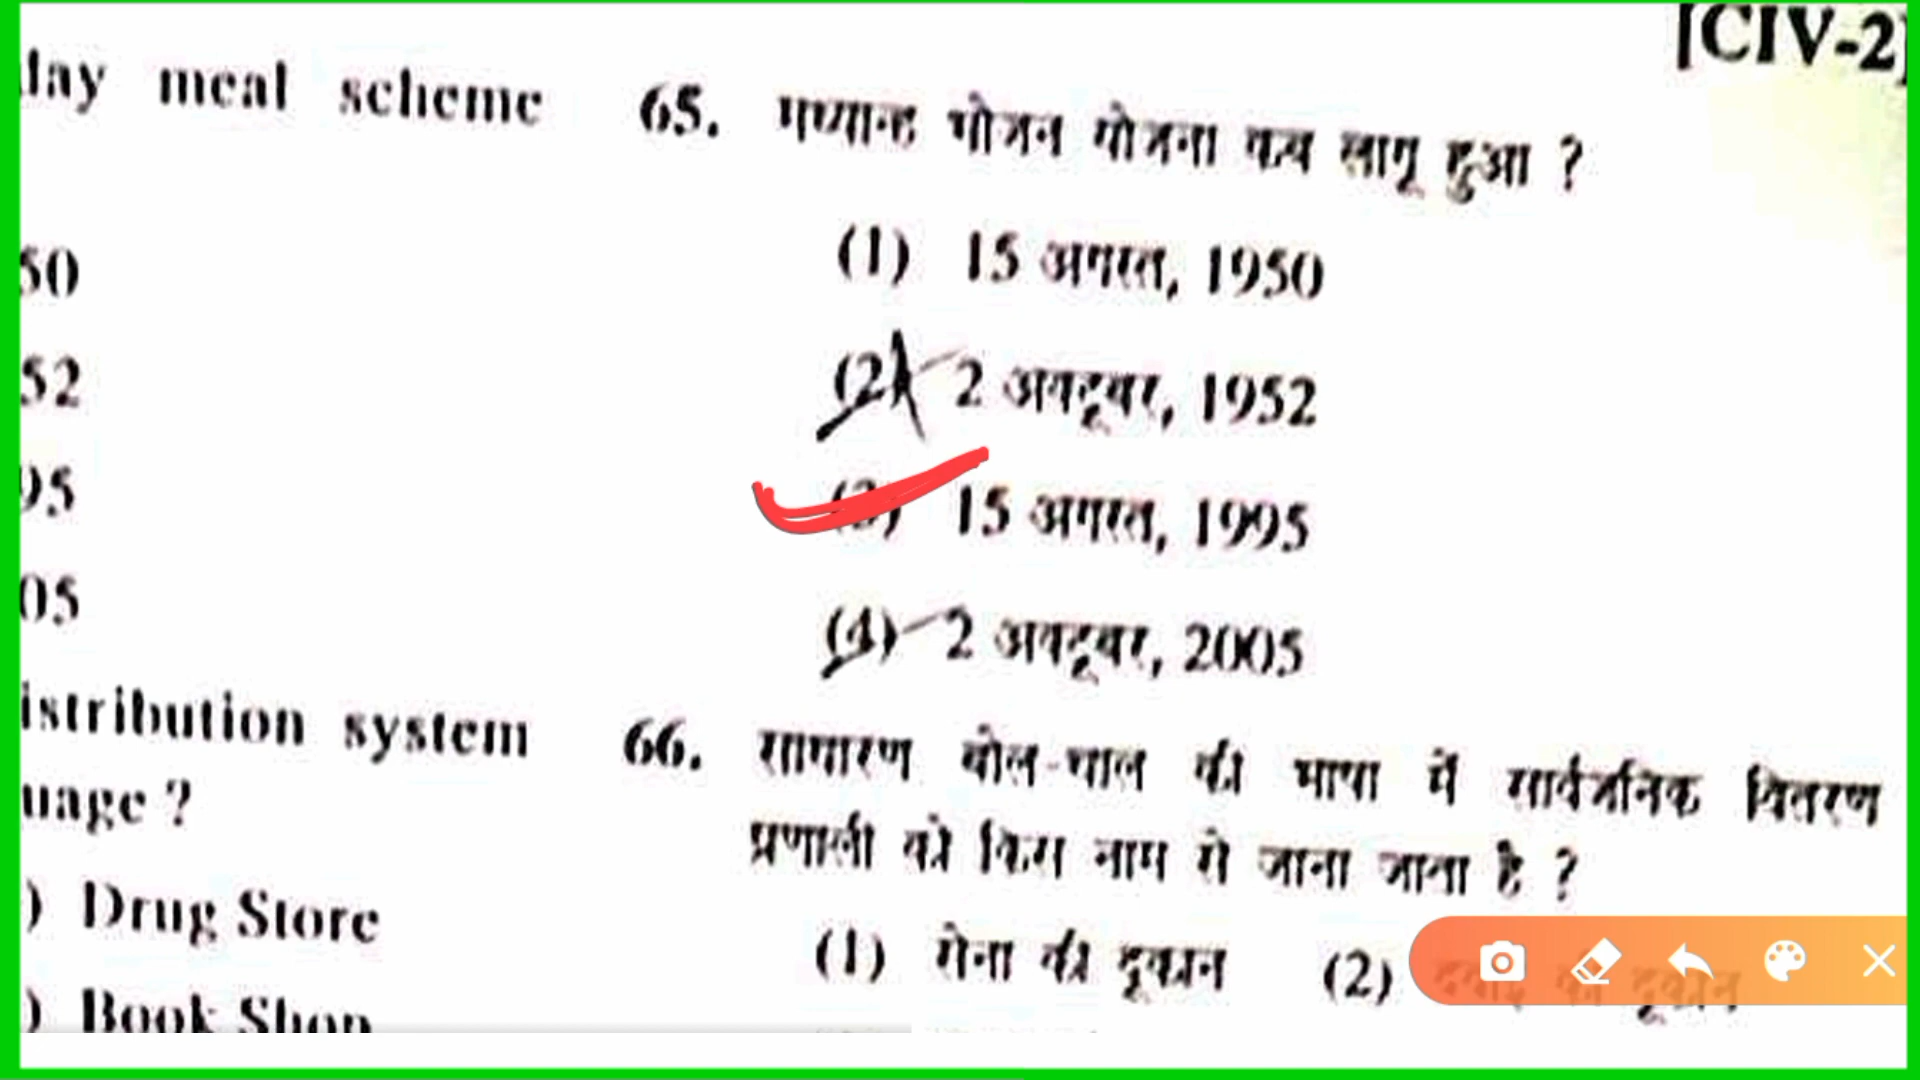 [CIV-2]
lay meal scheme
65. मध्यान्ह भोजन योजना कब लागू हुआ ?
50
(1) 15 अगस्त, 1950
52
(2) 2 अक्टूबर, 1952
95
(3) 15 अगस्त, 1995
05
(4) 2 अक्टूबर, 2005
istribution system
uage ?
66. साधारण बोल-चाल की भाषा में सार्वजनिक वितरण
प्रणाली को किस नाम से जाना जाता है ?
) Drug Store
(1) सेना की दूकान (2) दवाई की दूकान
) Book Shop